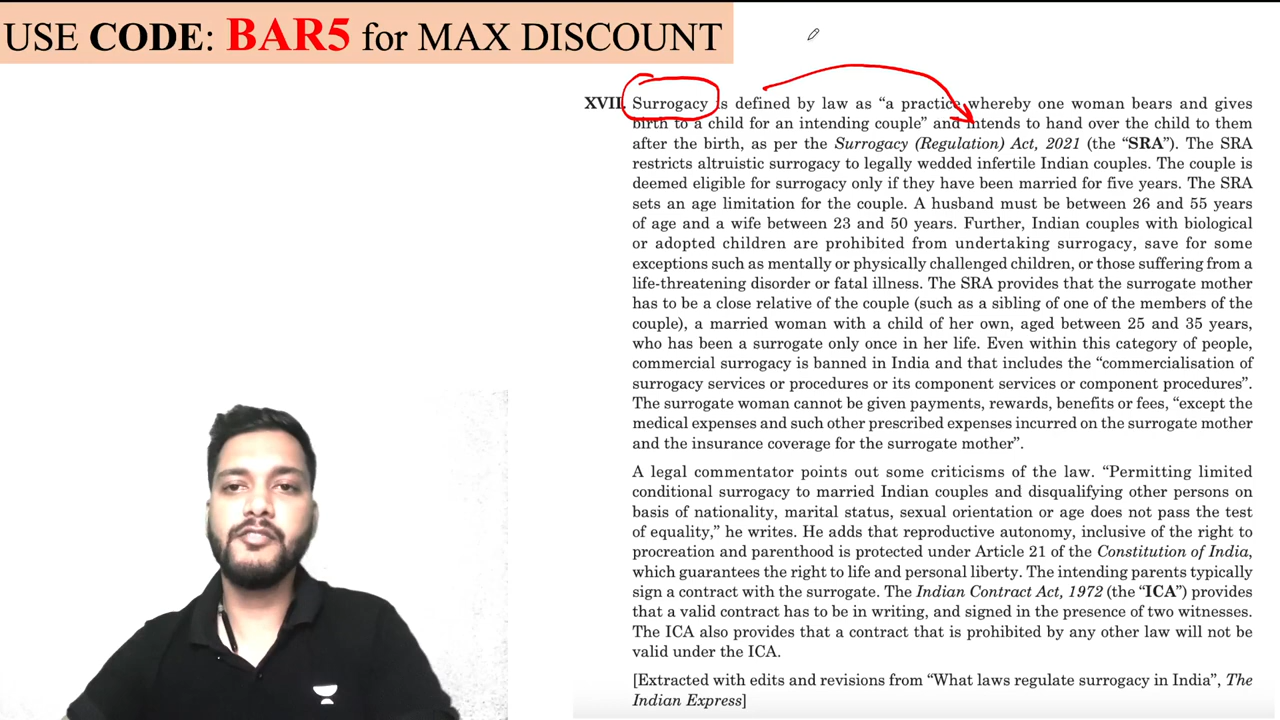 USE CODE: BAR5 for MAX DISCOUNT
XVII. Surrogacy is defined by law as “a practice whereby one woman bears and gives
birth to a child for an intending couple” and intends to hand over the child to them
after the birth, as per the Surrogacy (Regulation) Act, 2021 (the “SRA”). The SRA
restricts altruistic surrogacy to legally wedded infertile Indian couples. The couple is
deemed eligible for surrogacy only if they have been married for five years. The SRA
sets an age limitation for the couple. A husband must be between 26 and 55 years
of age and a wife between 23 and 50 years. Further, Indian couples with biological
or adopted children are prohibited from undertaking surrogacy, save for some
exceptions such as mentally or physically challenged children, or those suffering from a
life-threatening disorder or fatal illness. The SRA provides that the surrogate mother
has to be a close relative of the couple (such as a sibling of one of the members of the
couple), a married woman with a child of her own, aged between 25 and 35 years,
who has been a surrogate only once in her life. Even within this category of people,
commercial surrogacy is banned in India and that includes the “commercialisation of
surrogacy services or procedures or its component services or component procedures”.
The surrogate woman cannot be given payments, rewards, benefits or fees, “except the
medical expenses and such other prescribed expenses incurred on the surrogate mother
and the insurance coverage for the surrogate mother”.
A legal commentator points out some criticisms of the law. “Permitting limited
conditional surrogacy to married Indian couples and disqualifying other persons on
basis of nationality, marital status, sexual orientation or age does not pass the test
of equality,” he writes. He adds that reproductive autonomy, inclusive of the right to
procreation and parenthood is protected under Article 21 of the Constitution of India,
which guarantees the right to life and personal liberty. The intending parents typically
sign a contract with the surrogate. The Indian Contract Act, 1972 (the “ICA”) provides
that a valid contract has to be in writing, and signed in the presence of two witnesses.
The ICA also provides that a contract that is prohibited by any other law will not be
valid under the ICA.
[Extracted with edits and revisions from “What laws regulate surrogacy in India”, The
Indian Express]